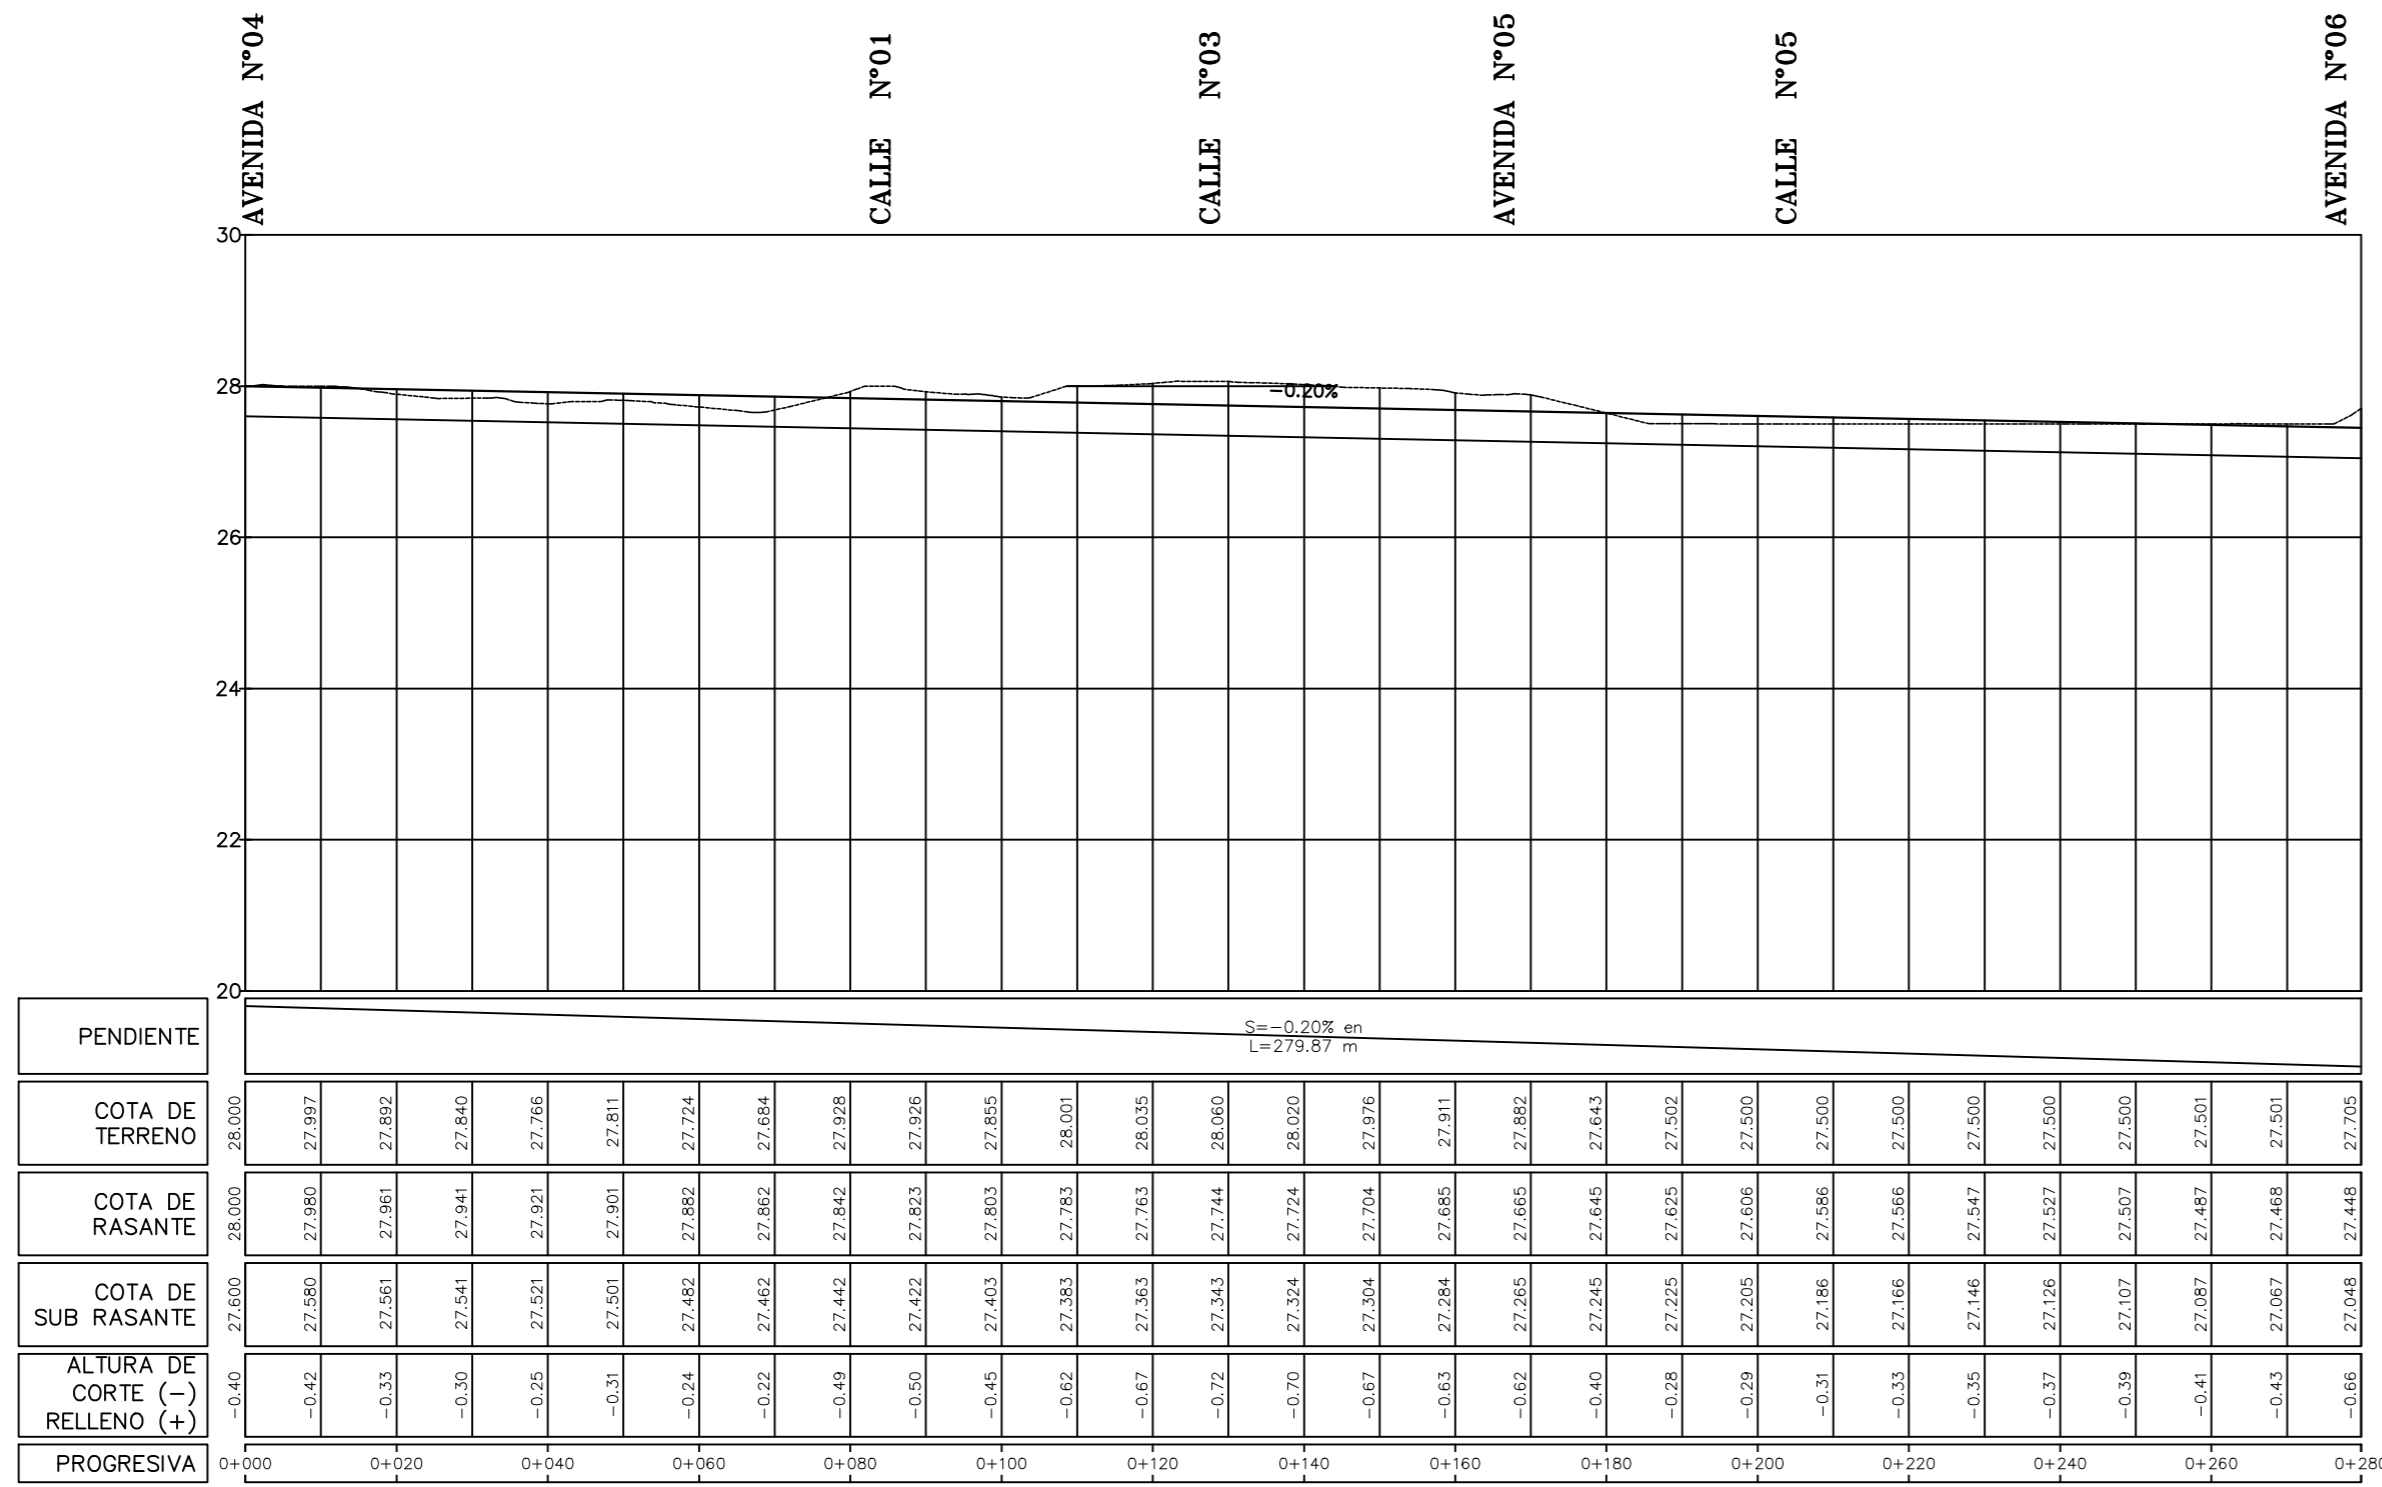 AVENIDA N°04
CALLE N°01
CALLE N°03
AVENIDA N°05
CALLE N°05
AVENIDA N°06
30
28
26
24
22
20
-0.20%
PENDIENTE
S=-0.20% en
L=279.87 m
COTA DE
TERRENO
28.000 27.997 27.892 27.840 27.766 27.811 27.724 27.684 27.928 27.926 27.855 28.001 28.035 28.060 28.020 27.976 27.911 27.882 27.643 27.502 27.500 27.500 27.500 27.500 27.500 27.500 27.501 27.501 27.705
COTA DE
RASANTE
28.000 27.980 27.961 27.941 27.921 27.901 27.882 27.862 27.842 27.823 27.803 27.783 27.763 27.744 27.724 27.704 27.685 27.665 27.645 27.625 27.606 27.586 27.566 27.547 27.527 27.507 27.487 27.468 27.448
COTA DE
SUB RASANTE
27.600 27.580 27.561 27.541 27.521 27.501 27.482 27.462 27.442 27.422 27.403 27.383 27.363 27.343 27.324 27.304 27.284 27.265 27.245 27.225 27.205 27.186 27.166 27.146 27.126 27.107 27.087 27.067 27.048
ALTURA DE
CORTE (-)
RELLENO (+)
-0.40 -0.42 -0.33 -0.30 -0.25 -0.31 -0.24 -0.22 -0.49 -0.50 -0.45 -0.62 -0.67 -0.72 -0.70 -0.67 -0.63 -0.62 -0.40 -0.28 -0.29 -0.31 -0.33 -0.35 -0.37 -0.39 -0.41 -0.43 -0.66
PROGRESIVA
0+000 0+020 0+040 0+060 0+080 0+100 0+120 0+140 0+160 0+180 0+200 0+220 0+240 0+260 0+280